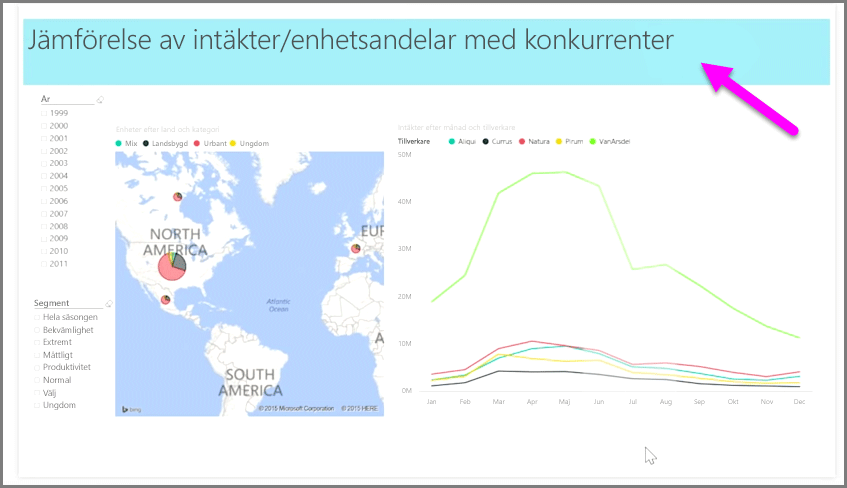 Jämförelse av intäkter/enhetsandelar med konkurrenter
År
1999
2000
2001
2002
2003
2004
2005
2006
2007
2008
2009
2010
2011
Segment
Hela säsongen
Bekvämlighet
Extremt
Måttligt
Produktivitet
Normal
Välj
Ungdom
Enheter efter land och kategori
Mix Landsbygd Urbant Ungdom
NORTH
AMERICA
EUR
Atlantic
Ocean
A
SOUTH
AMERICA
bing
© 2015 Microsoft Corporation © 2015 HERE
Intäkter efter månad och tillverkare
Tillverkare Aliqui Currus Natura Pirum VanArsdel
50M
40M
30M
20M
10M
0M
Jan Feb Mar Apr Maj Jun Jul Aug Sep Okt Nov Dec